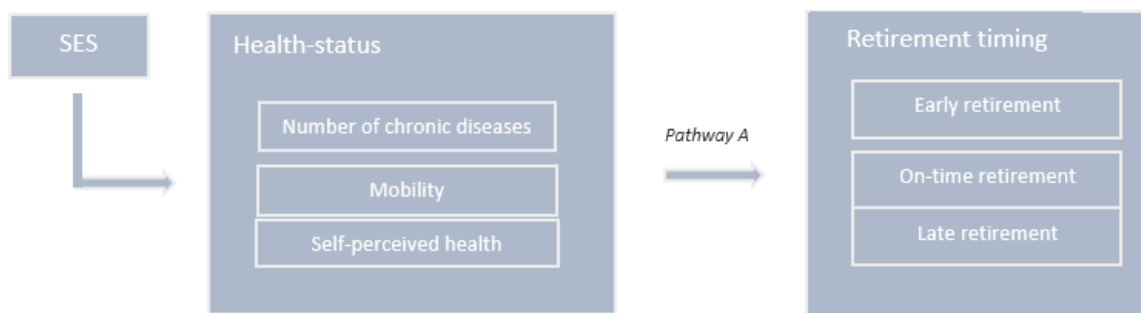 SES
Health-status
Number of chronic diseases
Mobility
Self-perceived health
Pathway A
Retirement timing
Early retirement
On-time retirement
Late retirement